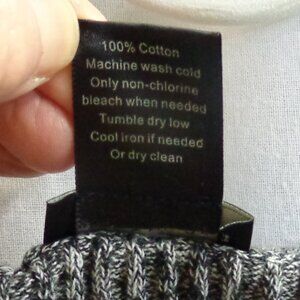 100% Cotton
Machine wash cold
Only non-chlorine
bleach when needed
Tumble dry low
Cool iron if needed
Or dry clean